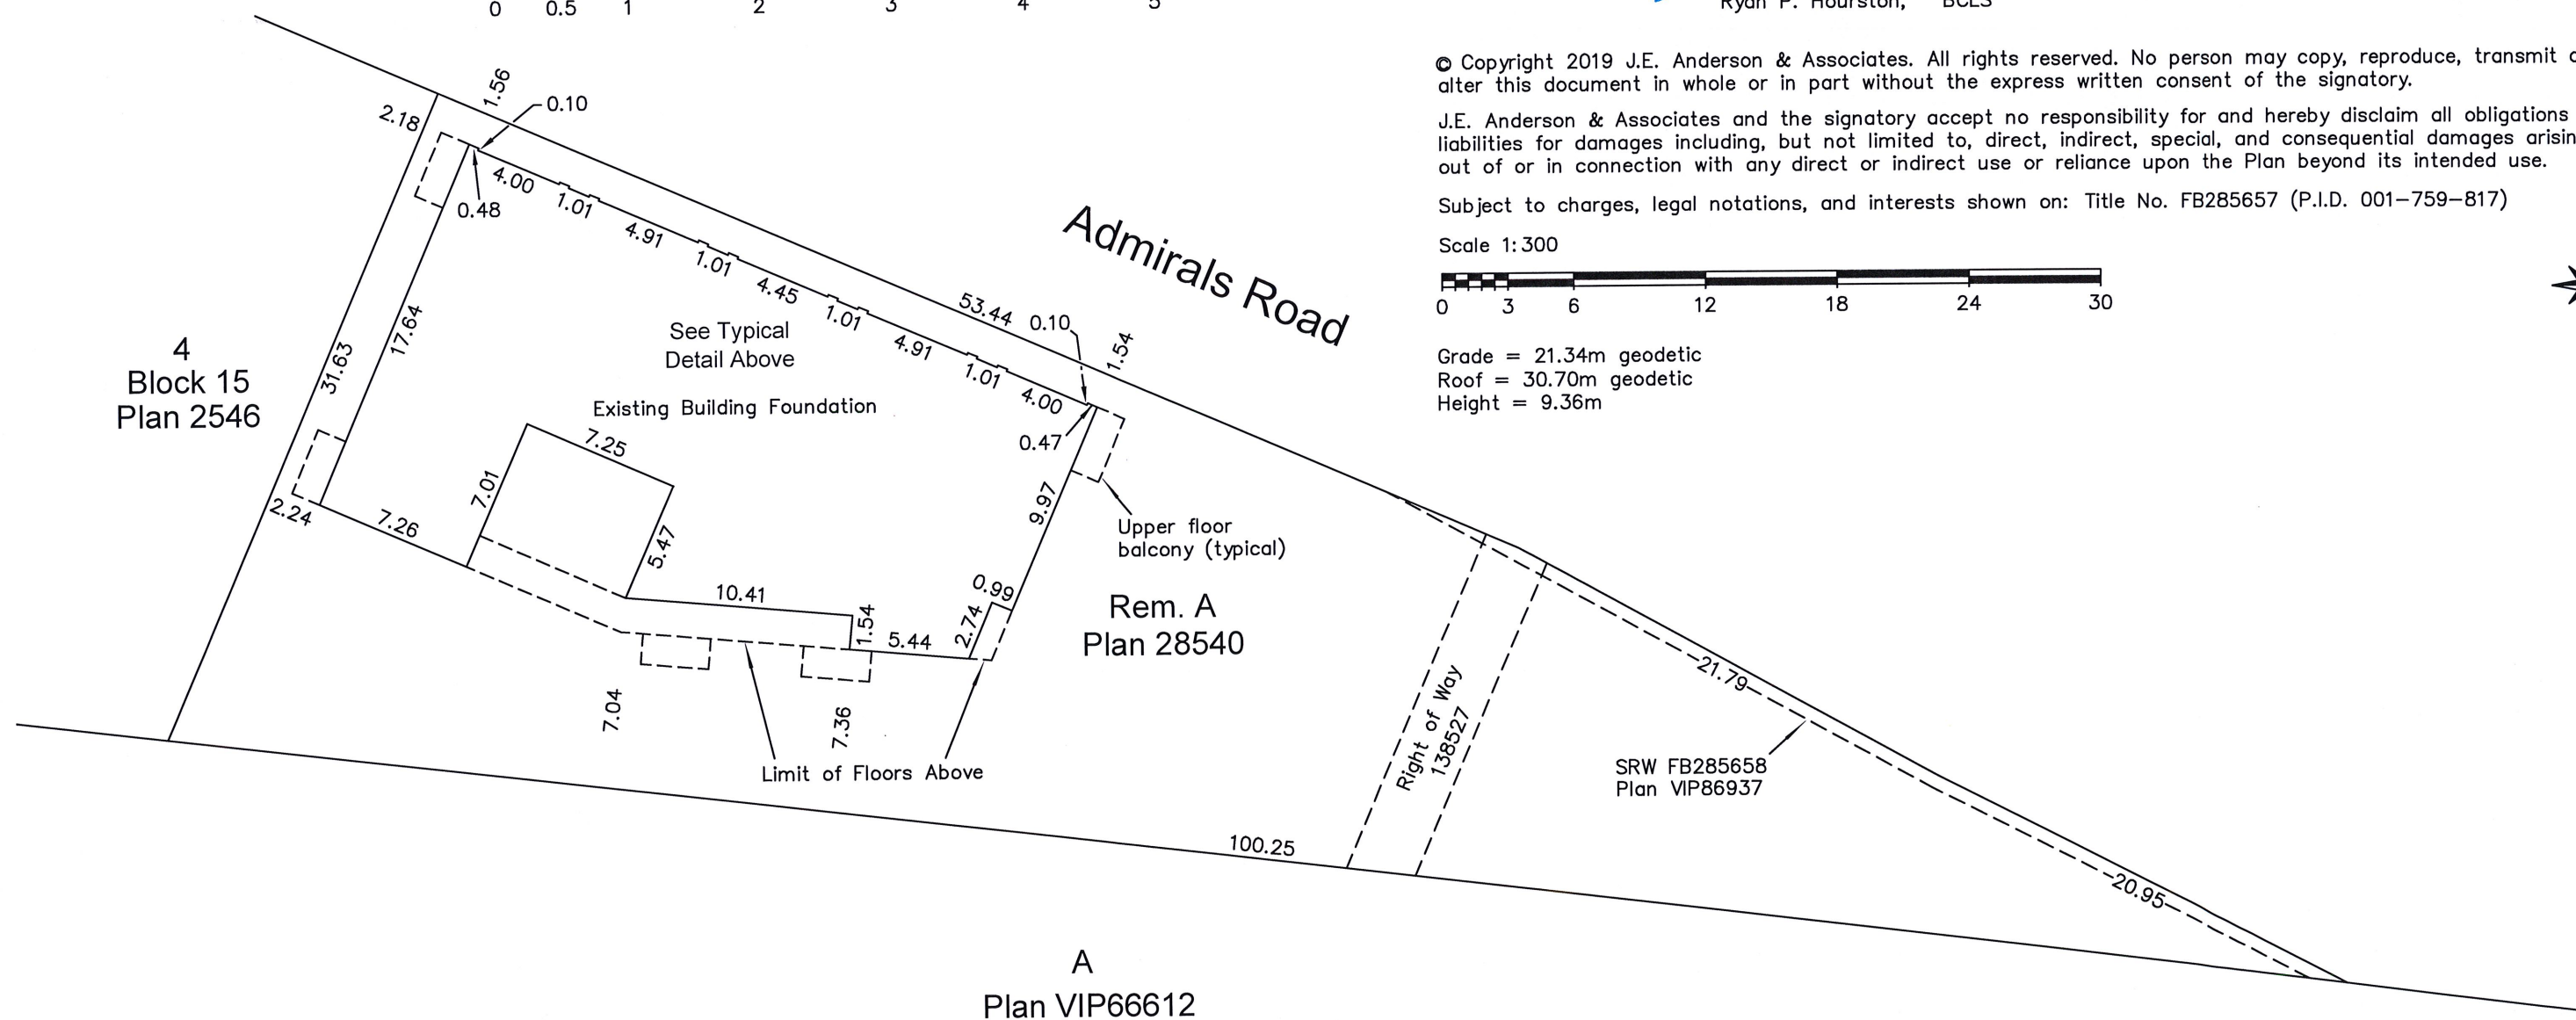 0 0.5 1 2 3 4 5
Ryan P. Hourston, BCLS
© Copyright 2019 J.E. Anderson & Associates. All rights reserved. No person may copy, reproduce, transmit
alter this document in whole or in part without the express written consent of the signatory.
J.E. Anderson & Associates and the signatory accept no responsibility for and hereby disclaim all obligations
liabilities for damages including, but not limited to, direct, indirect, special, and consequential damages arisin
out of or in connection with any direct or indirect use or reliance upon the Plan beyond its intended use.
Subject to charges, legal notations, and interests shown on: Title No. FB285657 (P.I.D. 001-759-817)
Scale 1:300
0 3 6 12 18 24 30
Grade = 21.34m geodetic
Roof = 30.70m geodetic
Height = 9.36m
2.18
1.56
0.10
4.00
0.48
1.01
4.91
1.01
4.45
1.01
4.91
1.01
4.00
53.44
0.10
1.54
0.47
Admirals Road
See Typical
Detail Above
Existing Building Foundation
4
Block 15
Plan 2546
31.63
17.64
2.24
7.26
7.01
7.25
5.47
10.41
1.54
5.44
2.74
0.99
9.97
Upper floor
balcony (typical)
Rem. A
Plan 28540
7.04
7.36
Limit of Floors Above
Right of Way
138527
21.79
SRW FB285658
Plan VIP86937
20.95
100.25
A
Plan VIP66612